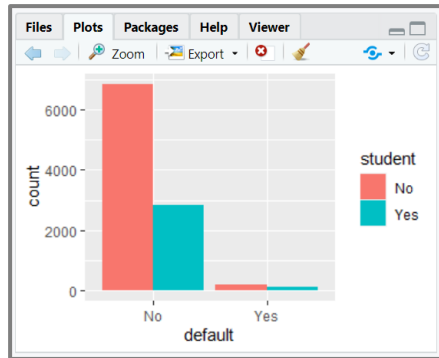 Files Plots Packages Help Viewer
Zoom Export
6000
4000
2000
0
count
No Yes
default
student
No
Yes